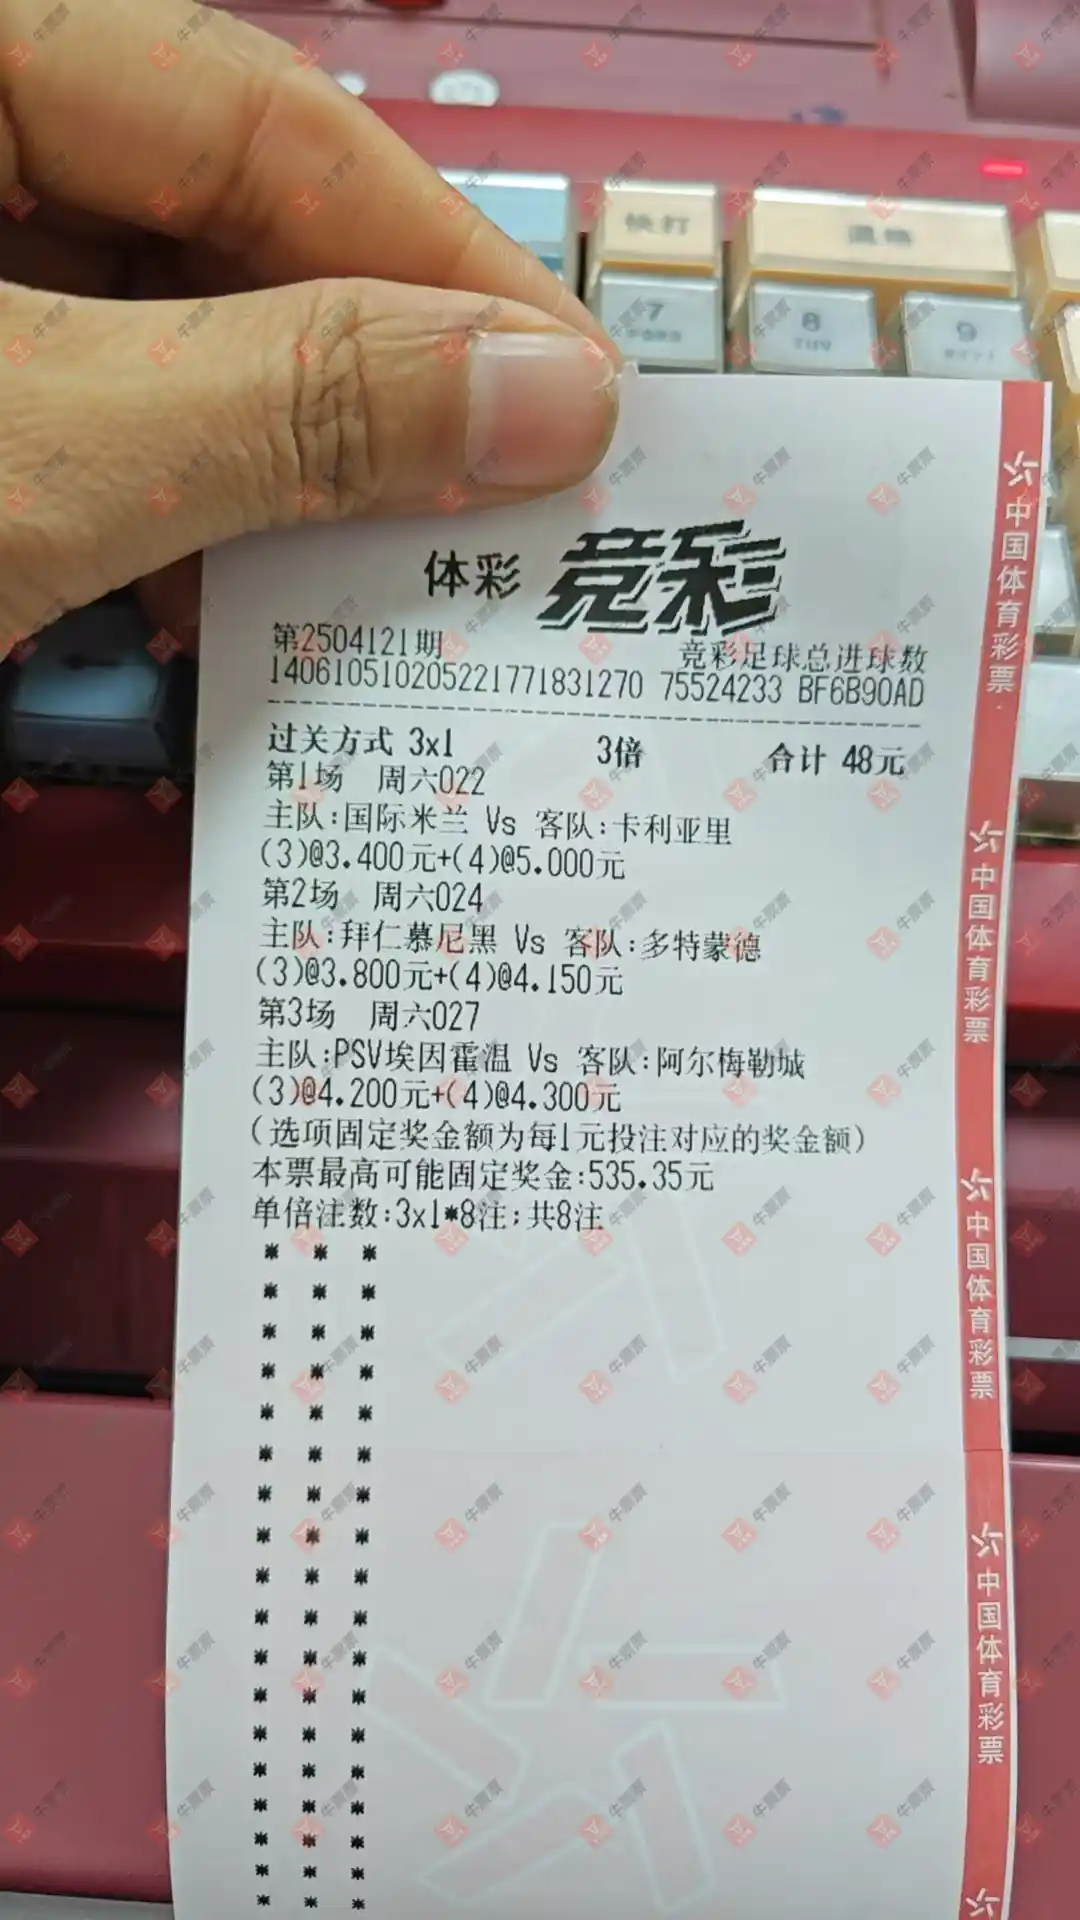 快打
7
8
9
体彩 竞彩
第2504121期 竞彩足球总进球数
140610510205221771831270 75524233 BF6B90AD
过关方式 3x1 3倍 合计 48元
第1场 周六022
主队:国际米兰 Vs 客队:卡利亚里
(3)@3.400元+(4)@5.000元
第2场 周六024
主队:拜仁慕尼黑 Vs 客队:多特蒙德
(3)@3.800元+(4)@4.150元
第3场 周六027
主队:PSV埃因霍温 Vs 客队:阿尔梅勒城
(3)@4.200元+(4)@4.300元
(选项固定奖金额为每1元投注对应的奖金额)
本票最高可能固定奖金:535.35元
单倍注数:3x1*8注;共8注
中国体育彩票
中国体育彩票
中国体育彩票
中国体育彩票
牛票票